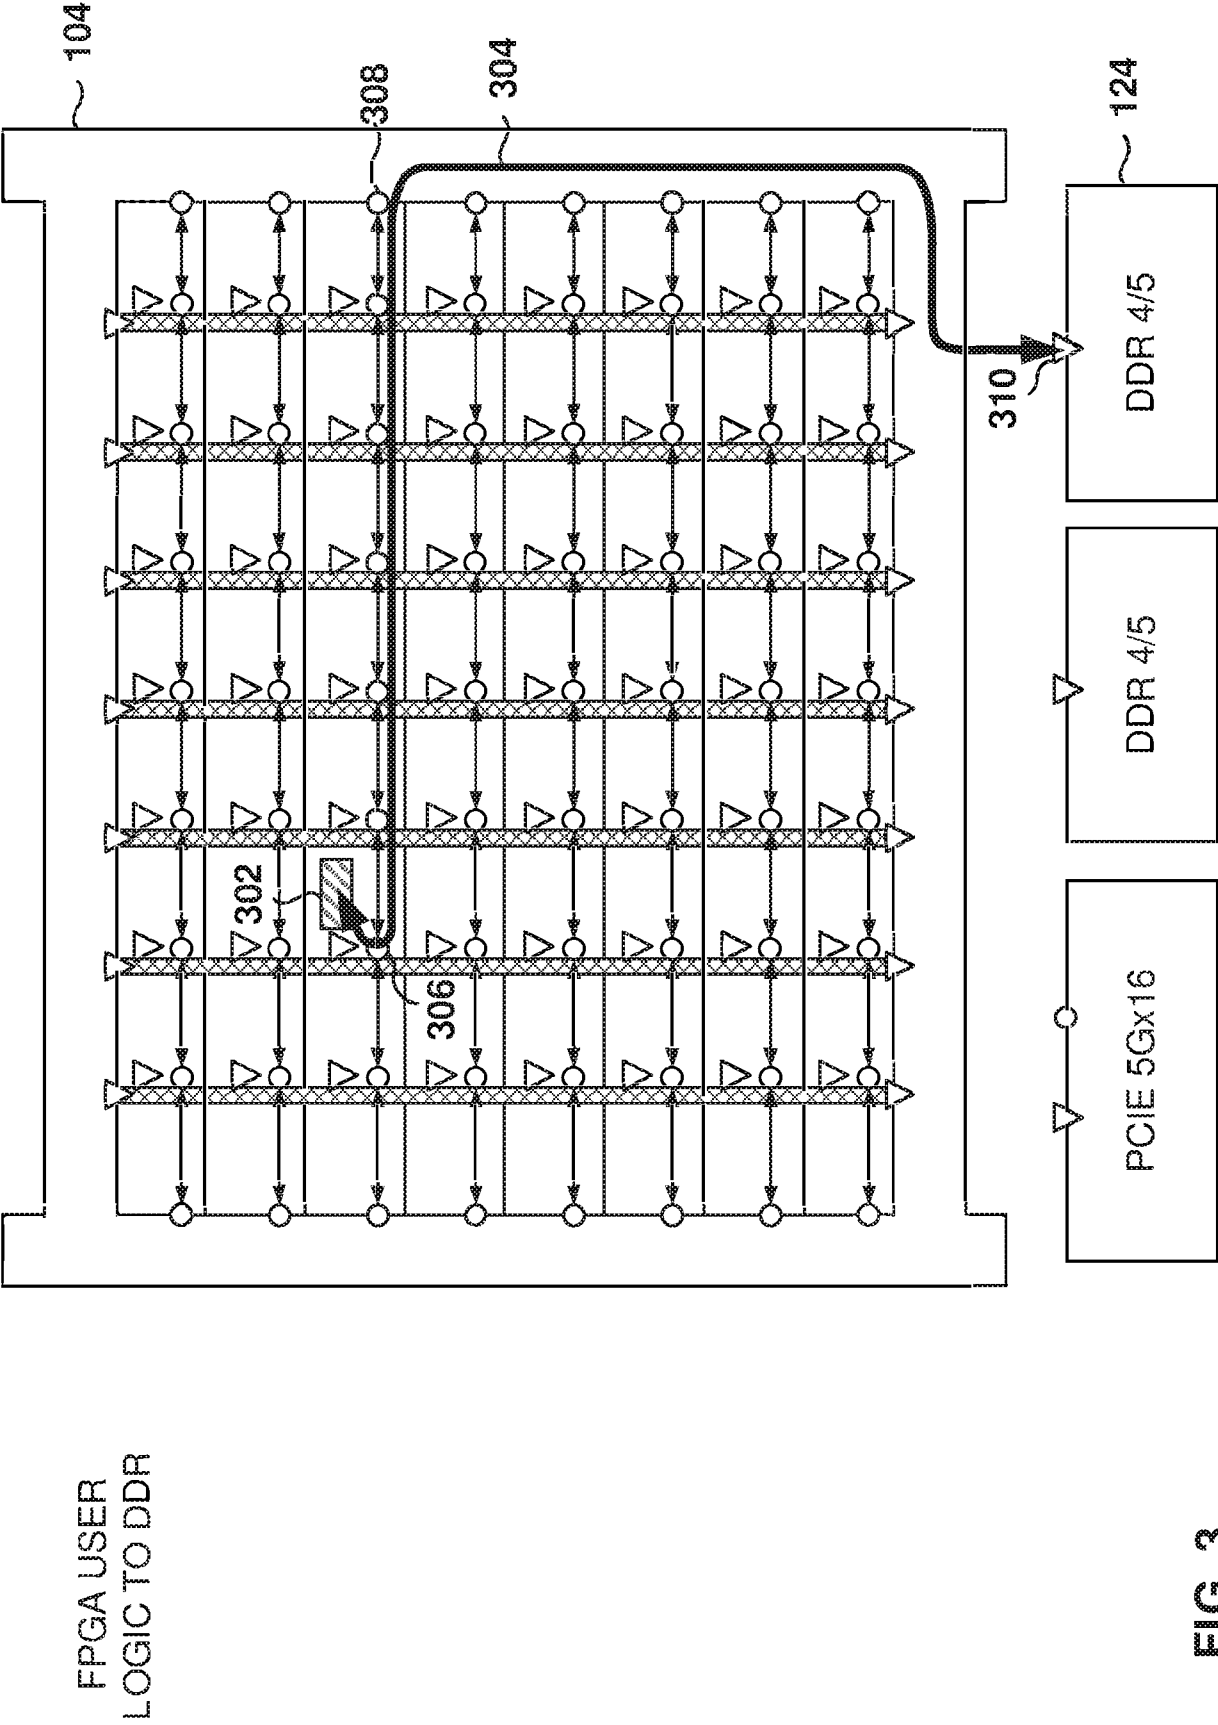 FPGA USER
LOGIC TO DDR
104
308
304
302
306
310
124
PCIE 5Gx16
DDR 4/5
DDR 4/5
FIG. 3